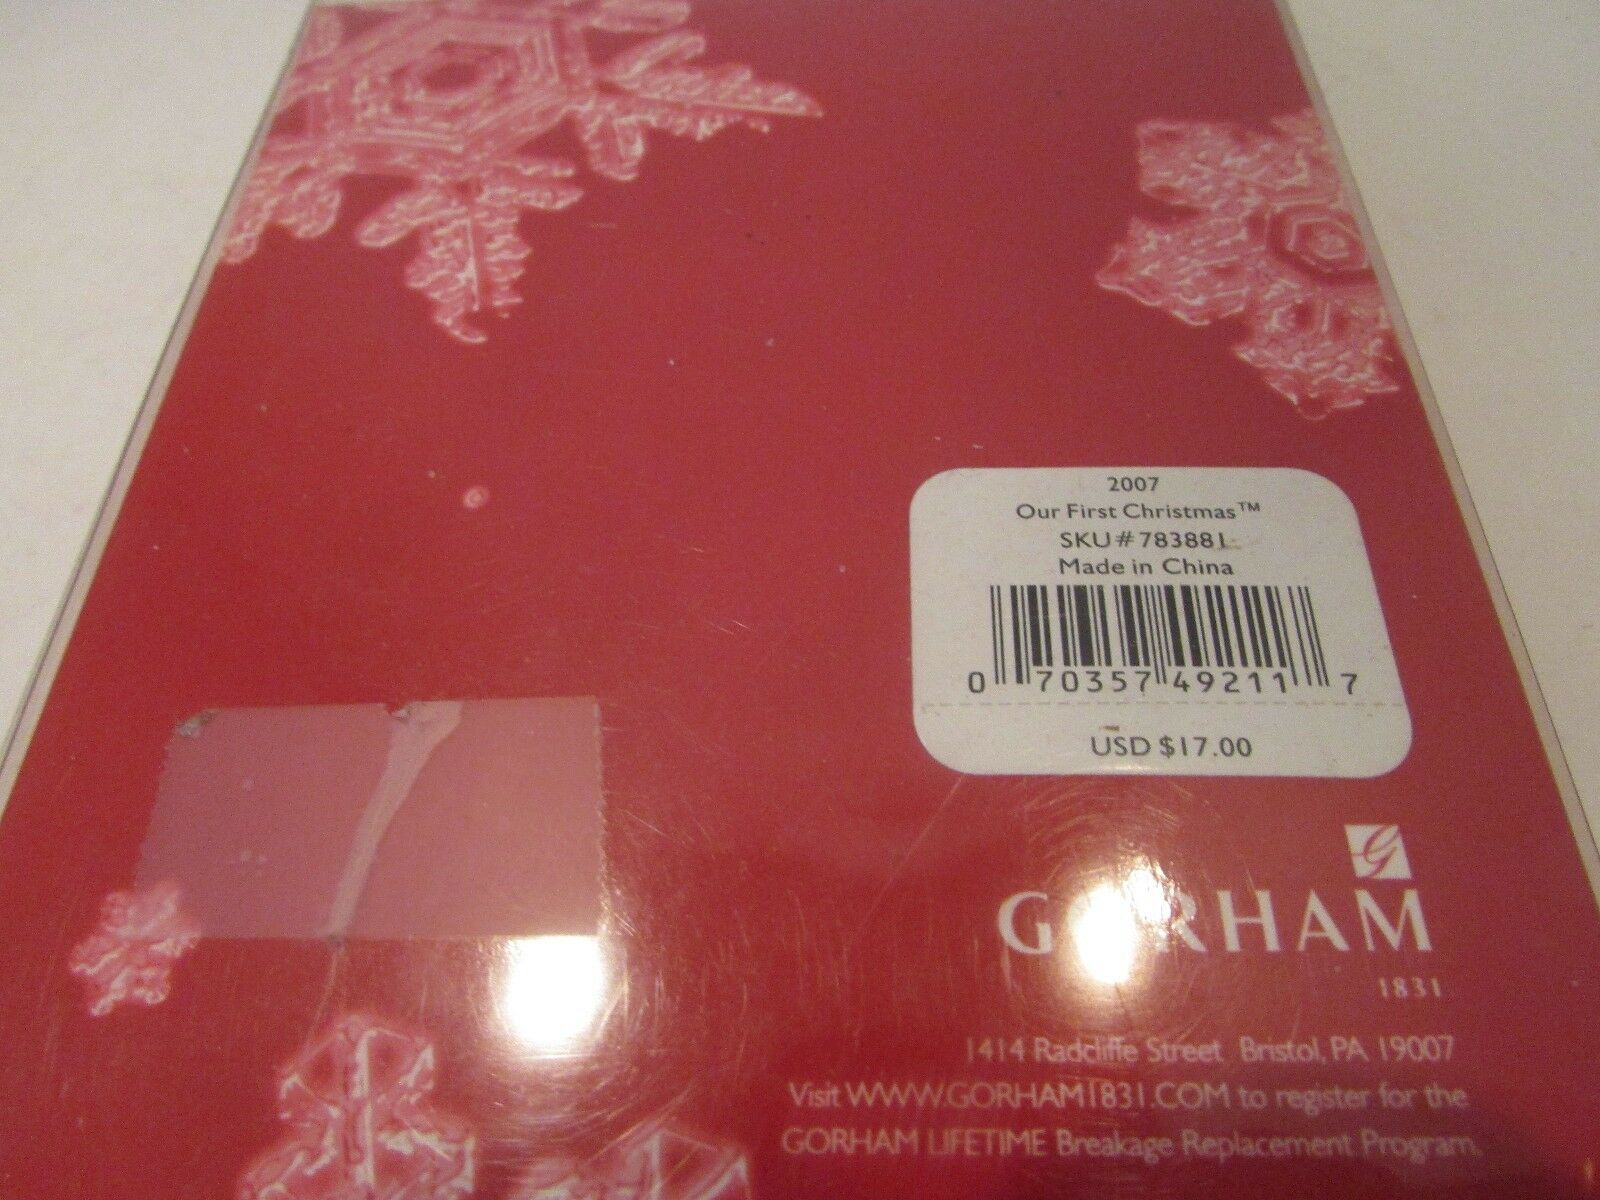 2007
Our First Christmas™
SKU#783881
Made in China
0 70357 49211 7
USD $17.00
G
GORHAM
1831
1414 Radcliffe Street Bristol, PA 19007
Visit WWW.GORHAM1831.COM to register for the
GORHAM LIFETIME Breakage Replacement Program.